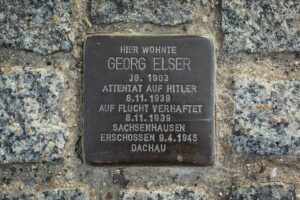 HIER WOHNTE
GEORG ELSER
JG. 1903
ATTENTAT AUF HITLER
8.11.1939
AUF FLUCHT VERHAFTET
8.11.1939
SACHSENHAUSEN
ERSCHOSSEN 9.4.1945
DACHAU